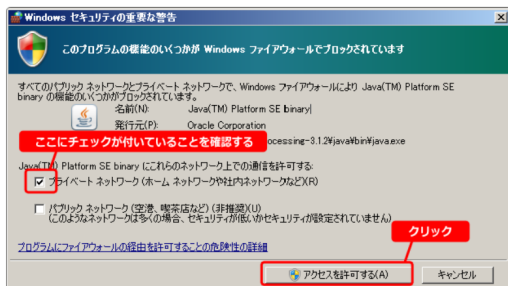 Windows セキュリティの重要な警告
このプログラムの機能のいくつかが Windows ファイアウォールでブロックされています
すべてのパブリック ネットワークとプライベート ネットワークで、Windows ファイアウォールにより Java(TM) Platform SE
binary の機能のいくつかがブロックされています。
名前(N): Java(TM) Platform SE binary
発行元(P): Oracle Corporation
ocessing-3.1.2¥java¥bin¥java.exe
ここにチェックが付いていることを確認する
Java(TM) Platform SE binary にこれらのネットワーク上での通信を許可する:
プライベート ネットワーク (ホーム ネットワークや社内ネットワークなど)(R)
パブリック ネットワーク (空港、喫茶店など) (非推奨)(U)
(このようなネットワークは多くの場合、セキュリティが低いかセキュリティが設定されていません)
クリック
プログラムにファイアウォールの経由を許可することの危険性の詳細
アクセスを許可する(A)
キャンセル